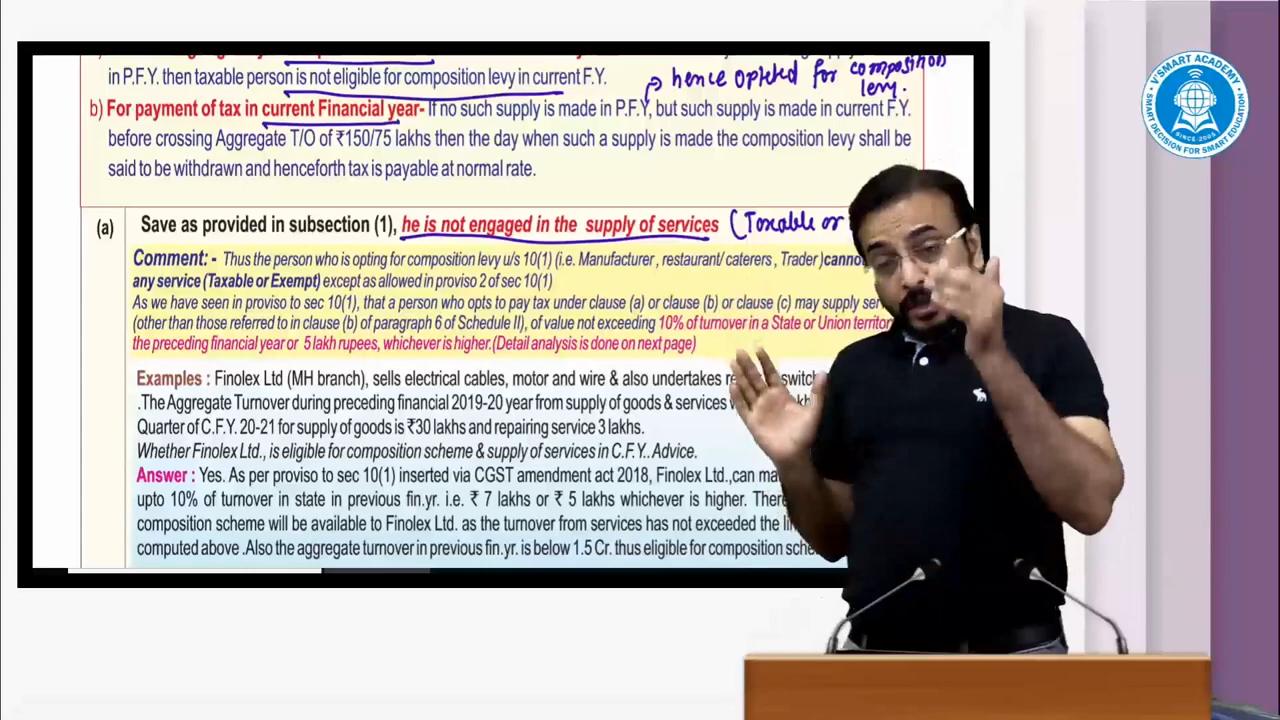 in P.F.Y. then taxable person is not eligible for composition levy in current F.Y.
hence opteted for composition
levy.
b) For payment of tax in current Financial year- If no such supply is made in P.F.Y, but such supply is made in current F.Y.
before crossing Aggregate T/O of ₹150/75 lakhs then the day when such a supply is made the composition levy shall be
said to be withdrawn and henceforth tax is payable at normal rate.
(a) Save as provided in subsection (1), he is not engaged in the supply of services (Taxable or
Comment: - Thus the person who is opting for composition levy u/s 10(1) (i.e. Manufacturer , restaurant/ caterers , Trader)
any service (Taxable or Exempt) except as allowed in proviso 2 of sec 10(1)
As we have seen in proviso to sec 10(1), that a person who opts to pay tax under clause (a) or clause (b) or clause (c) may supply
(other than those referred to in clause (b) of paragraph 6 of Schedule II), of value not exceeding 10% of turnover in a State or Union
the preceding financial year or 5 lakh rupees, whichever is higher.(Detail analysis is done on next page)
Examples : Finolex Ltd (MH branch), sells electrical cables, motor and wire & also undertakes
.The Aggregate Turnover during preceding financial 2019-20 year from supply of goods & services
Quarter of C.F.Y. 20-21 for supply of goods is ₹30 lakhs and repairing service 3 lakhs.
Whether Finolex Ltd., is eligible for composition scheme & supply of services in C.F.Y.. Advice.
Answer : Yes. As per proviso to sec 10(1) inserted via CGST amendment act 2018, Finolex Ltd.,can
upto 10% of turnover in state in previous fin.yr. i.e. ₹ 7 lakhs or ₹ 5 lakhs whichever is higher.
composition scheme will be available to Finolex Ltd. as the turnover from services has not exceeded the
computed above .Also the aggregate turnover in previous fin.yr. is below 1.5 Cr. thus eligible for composition
V'SMART ACADEMY
SINCE-2005
SMART DECISION FOR SMART EDUCATION